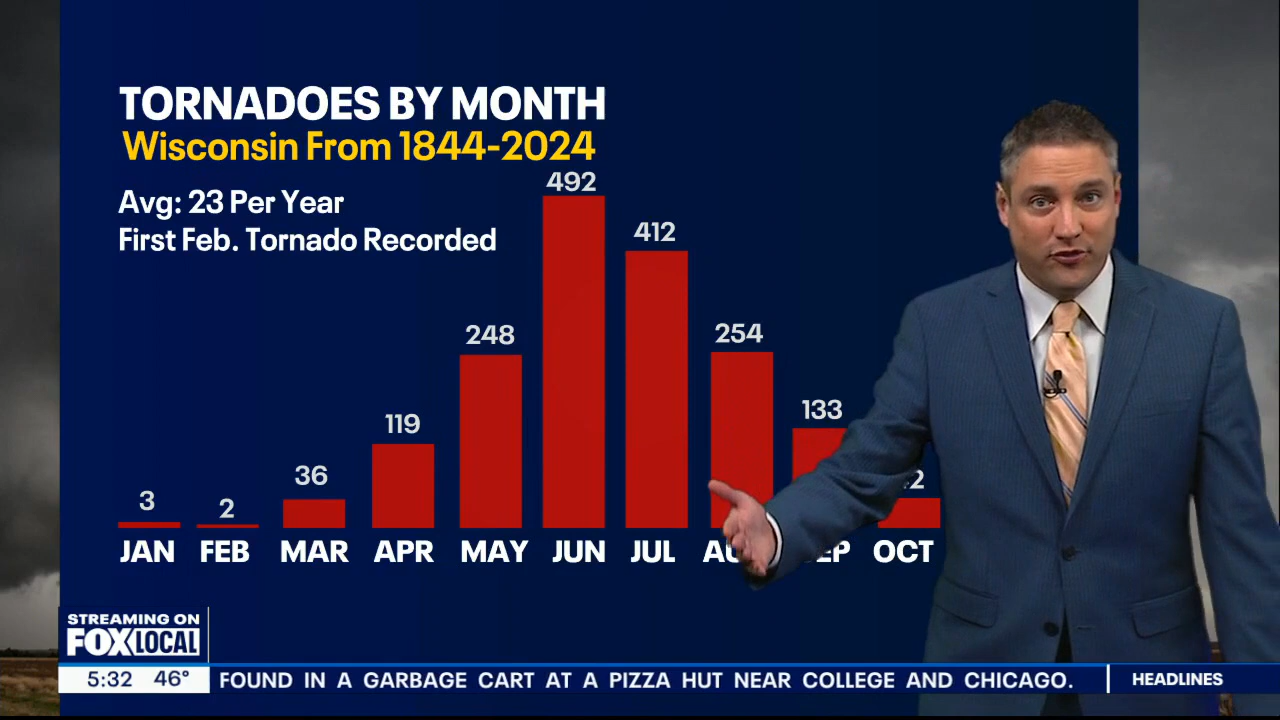 TORNADOES BY MONTH
Wisconsin From 1844-2024
Avg: 23 Per Year
First Feb. Tornado Recorded
3 2 36 119 248 492 412 254 133
JAN FEB MAR APR MAY JUN JUL OCT
STREAMING ON
FOX LOCAL
5:32 46° FOUND IN A GARBAGE CART AT A PIZZA HUT NEAR COLLEGE AND CHICAGO. HEADLINES